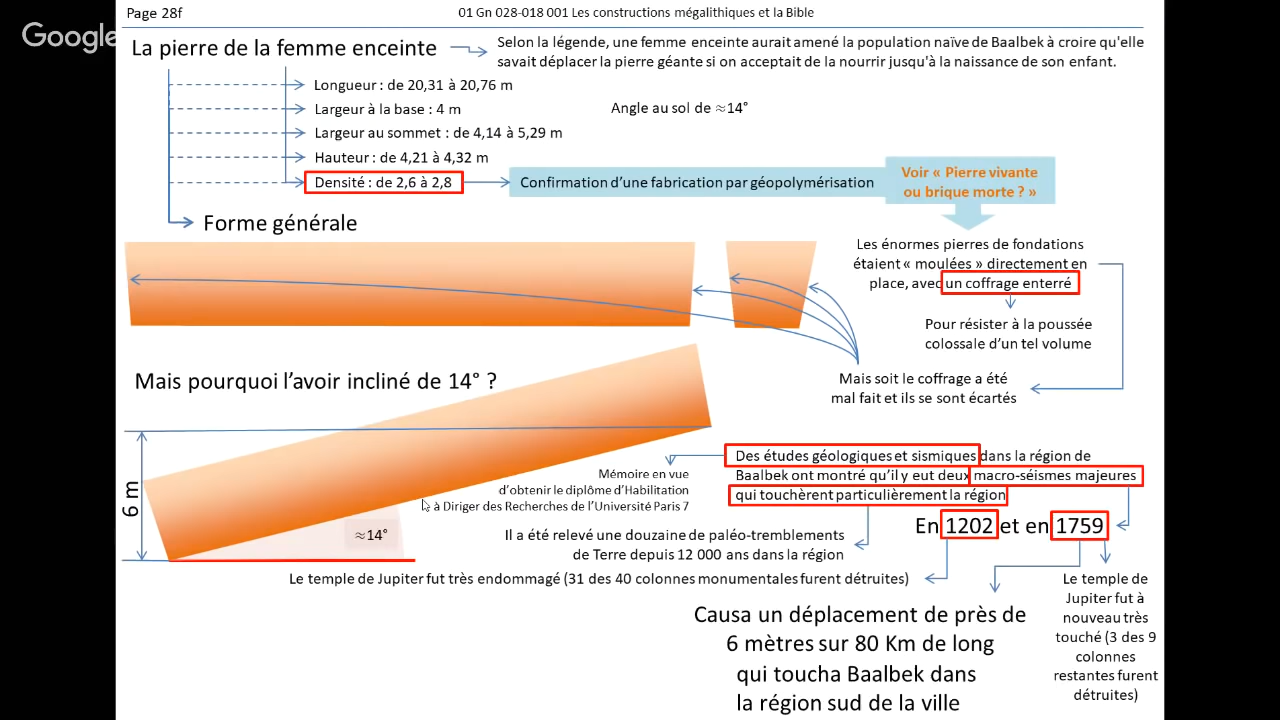 Page 28f
01 Gn 028-018 001 Les constructions mégalithiques et la Bible
Google
La pierre de la femme enceinte
Selon la légende, une femme enceinte aurait amené la population naïve de Baalbek à croire qu'elle
savait déplacer la pierre géante si on acceptait de la nourrir jusqu'à la naissance de son enfant.
Longueur : de 20,31 à 20,76 m
Largeur à la base : 4 m
Angle au sol de ≈14°
Largeur au sommet : de 4,14 à 5,29 m
Hauteur : de 4,21 à 4,32 m
Densité : de 2,6 à 2,8
Confirmation d'une fabrication par géopolymérisation
Voir « Pierre vivante
ou brique morte ? »
Forme générale
Les énormes pierres de fondations
étaient « moulées » directement en
place, avec un coffrage enterré
Pour résister à la poussée
colossale d'un tel volume
Mais soit le coffrage a été
mal fait et ils se sont écartés
Mais pourquoi l'avoir incliné de 14° ?
6 m
≈14°
Des études géologiques et sismiques dans la région de
Baalbek ont montré qu'il y eut deux macro-séismes majeures
qui touchèrent particulièrement la région
Mémoire en vue
d'obtenir le diplôme d'Habilitation
à Diriger des Recherches de l'Université Paris 7
En 1202 et en 1759
Il a été relevé une douzaine de paléo-tremblements
de Terre depuis 12 000 ans dans la région
Le temple de Jupiter fut très endommagé (31 des 40 colonnes monumentales furent détruites)
Causa un déplacement de près de
6 mètres sur 80 Km de long
qui toucha Baalbek dans
la région sud de la ville
Le temple de
Jupiter fut à
nouveau très
touché (3 des 9
colonnes
restantes furent
détruites)